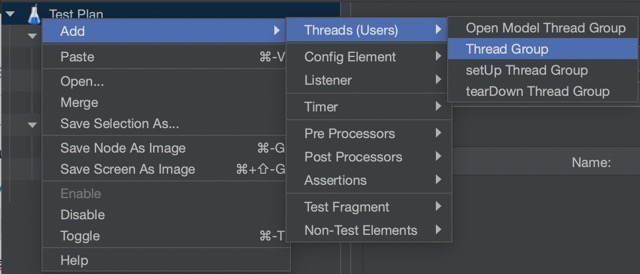 Test Plan
Add
Paste ⌘-V
Open...
Merge
Save Selection As...
Save Node As Image ⌘-G
Save Screen As Image ⌘+⇧-G
Enable
Disable
Toggle ⌘-T
Help
Threads (Users)
Config Element
Listener
Timer
Pre Processors
Post Processors
Assertions
Test Fragment
Non-Test Elements
Open Model Thread Group
Thread Group
setUp Thread Group
tearDown Thread Group
Name: